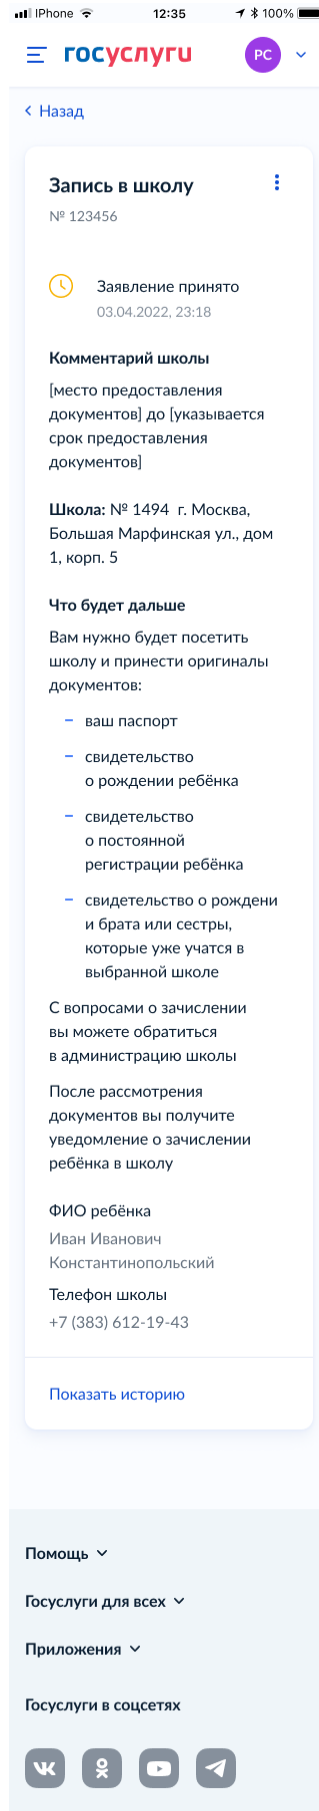 IPhone 12:35 100%
госуслуги РС
Назад
Запись в школу
№ 123456
Заявление принято
03.04.2022, 23:18
Комментарий школы
[место предоставления
документов] до [указывается
срок предоставления
документов]
Школа: № 1494 г. Москва,
Большая Марфинская ул., дом
1, корп. 5
Что будет дальше
Вам нужно будет посетить
школу и принести оригиналы
документов:
– ваш паспорт
– свидетельство
о рождении ребёнка
– свидетельство
о постоянной
регистрации ребёнка
– свидетельство о рождени
и брата или сестры,
которые уже учатся в
выбранной школе
С вопросами о зачислении
вы можете обратиться
в администрацию школы
После рассмотрения
документов вы получите
уведомление о зачислении
ребёнка в школу
ФИО ребёнка
Иван Иванович
Константинопольский
Телефон школы
+7 (383) 612-19-43
Показать историю
Помощь
Госуслуги для всех
Приложения
Госуслуги в соцсетях